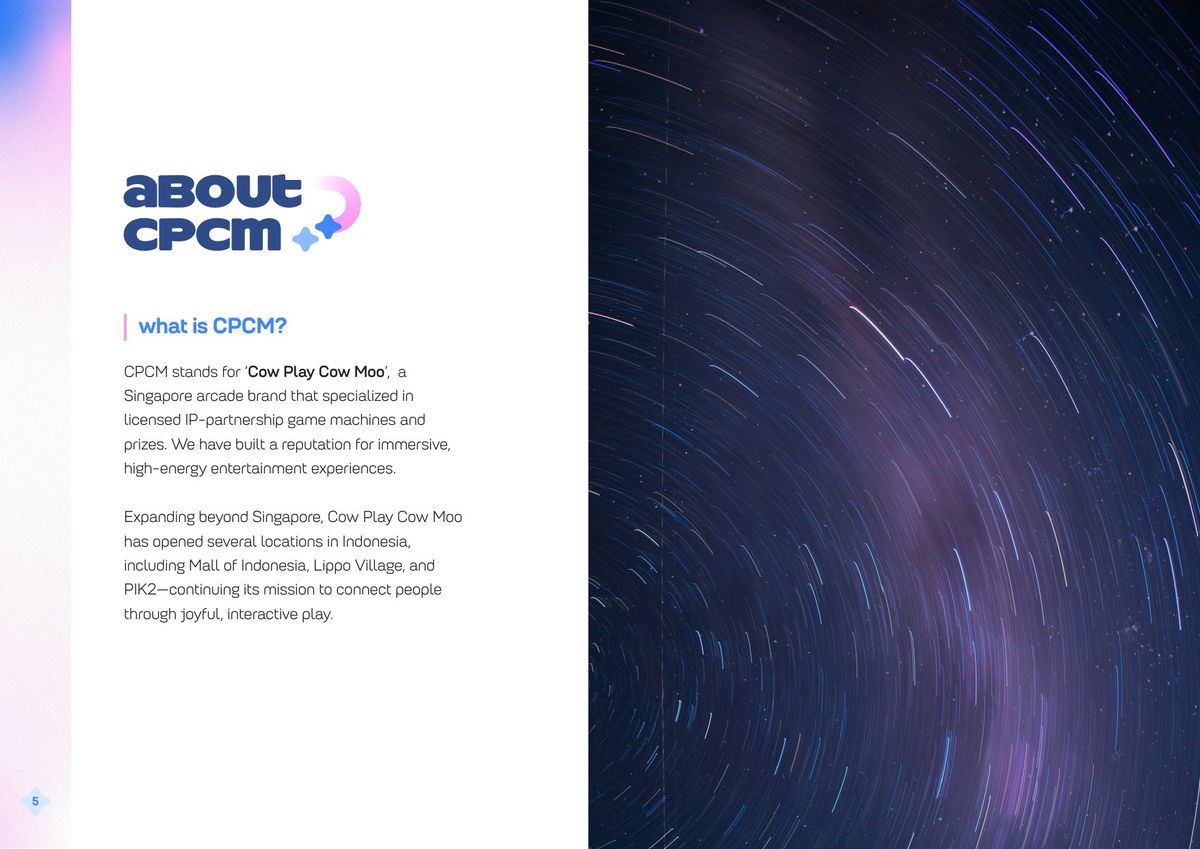 aBOUt
CPCm
what is CPCM?
CPCM stands for ‘Cow Play Cow Moo’,  a
Singapore arcade brand that specialized in
licensed IP-partnership game machines and
prizes. We have built a reputation for immersive,
high-energy entertainment experiences.
Expanding beyond Singapore, Cow Play Cow Moo
has opened several locations in Indonesia,
including Mall of Indonesia, Lippo Village, and
PIK2—continuing its mission to connect people
through joyful, interactive play.
5